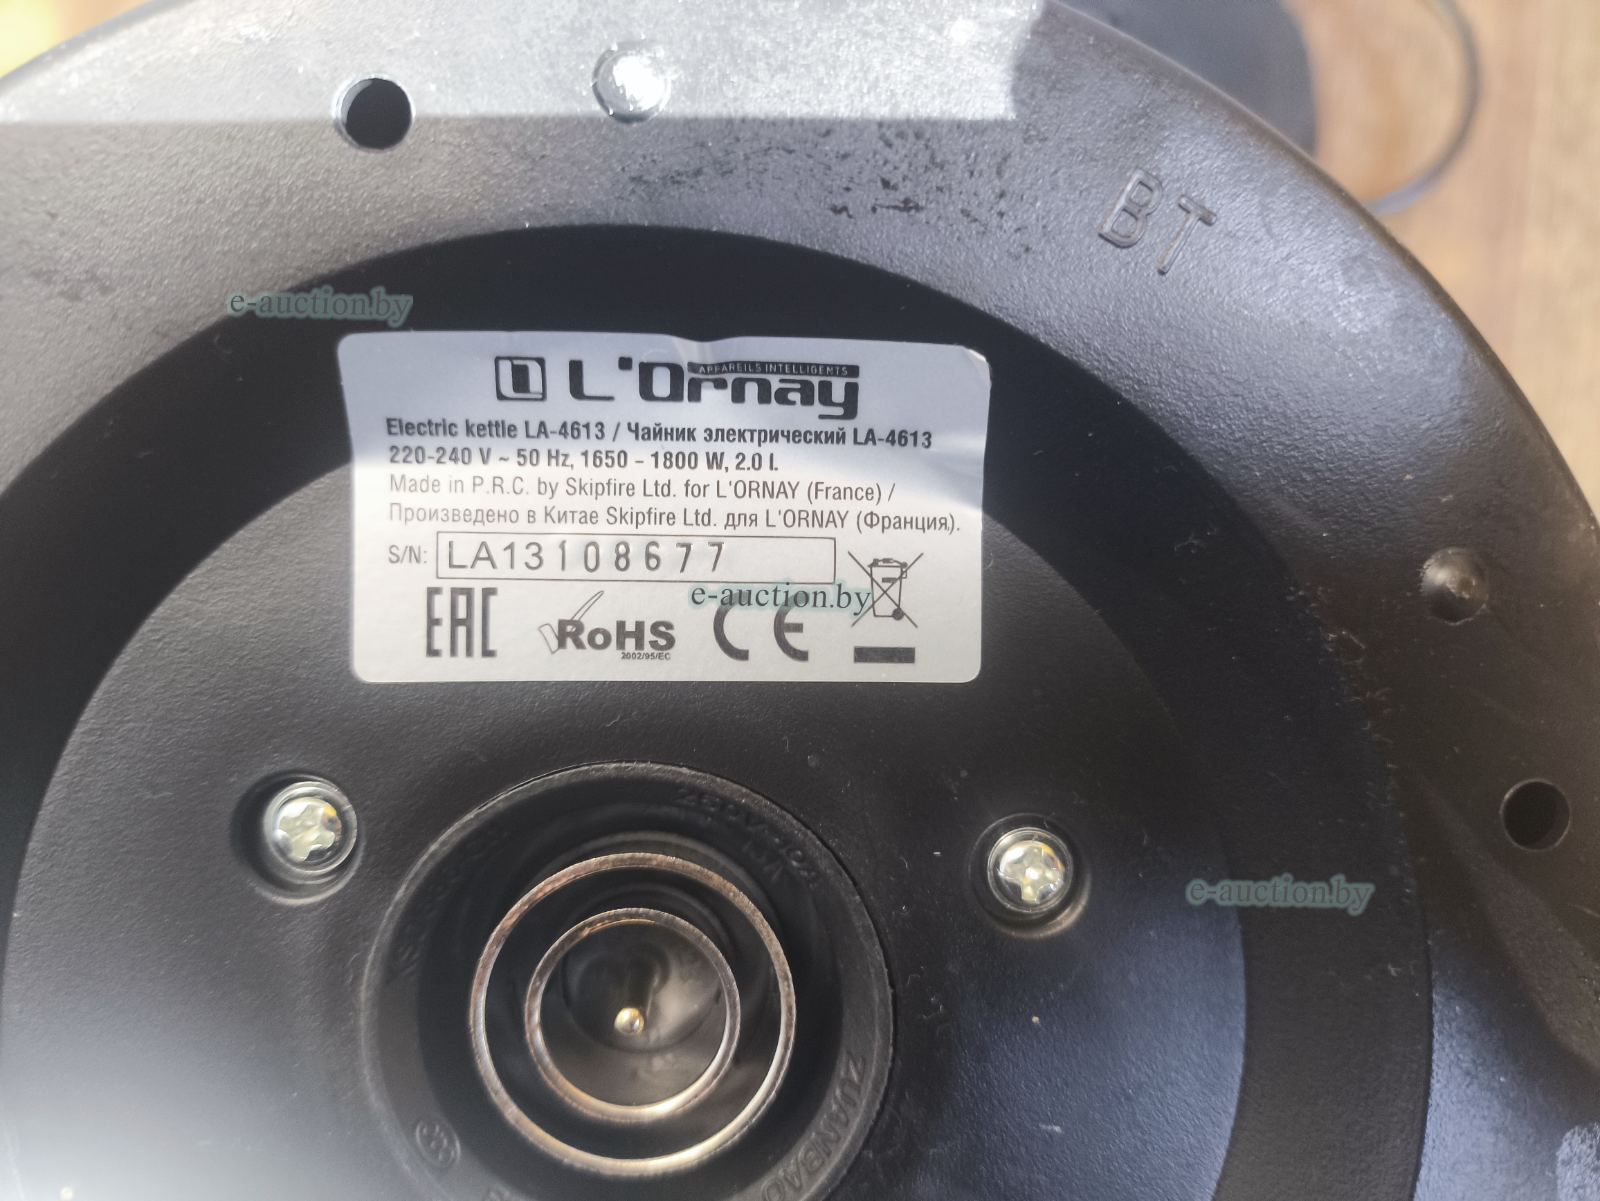 BT
e-auction.by
L'Ornay
APPAREILS INTELLIGENTS
Electric kettle LA-4613 / Чайник электрический LA-4613
220-240 V ~ 50 Hz, 1650 - 1800 W, 2.0 l.
Made in P.R.C. by Skipfire Ltd. for L'ORNAY (France) /
Произведено в Китае Skipfire Ltd. для L'ORNAY (Франция).
S/N: LA13108677
e-auction.by
EAC RoHS CE
2002/95/EC
e-auction.by
ZUANBAO